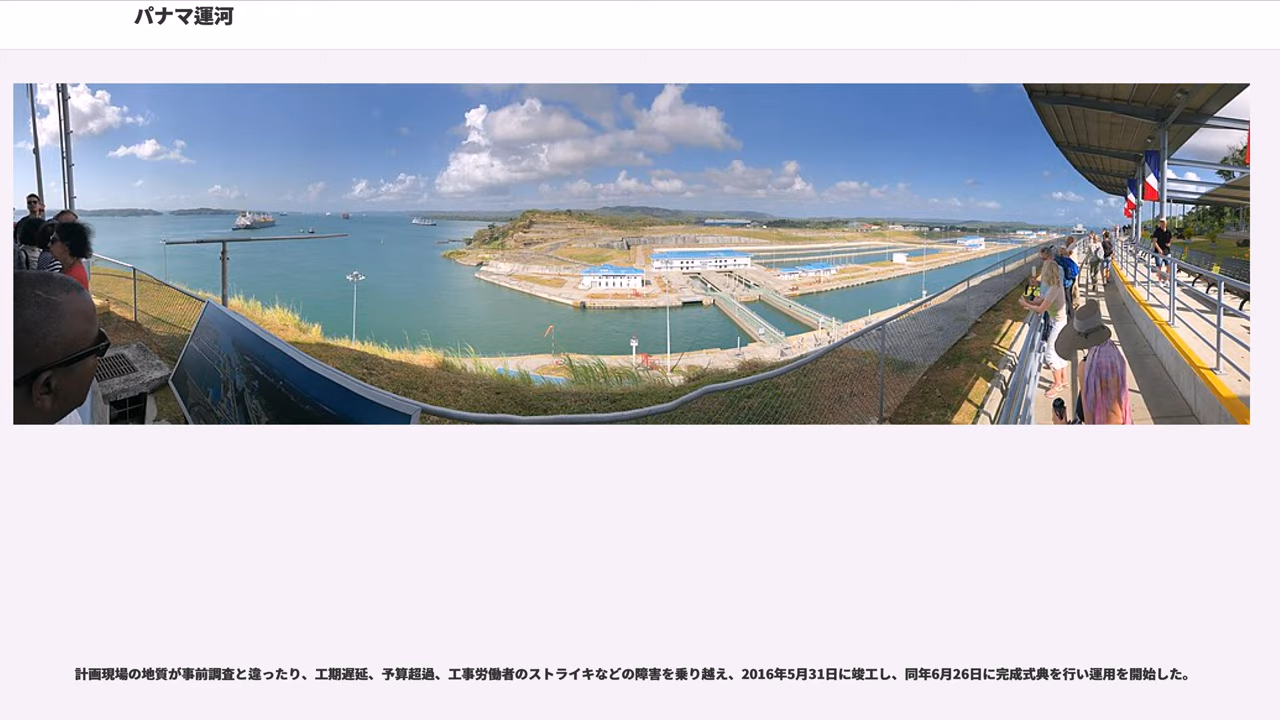 パナマ運河
計画現場の地質が事前調査と違ったり、工期遅延、予算超過、工事労働者のストライキなどの障害を乗り越え、2016年5月31日に竣工し、同年6月26日に完成式典を行い運用を開始した。